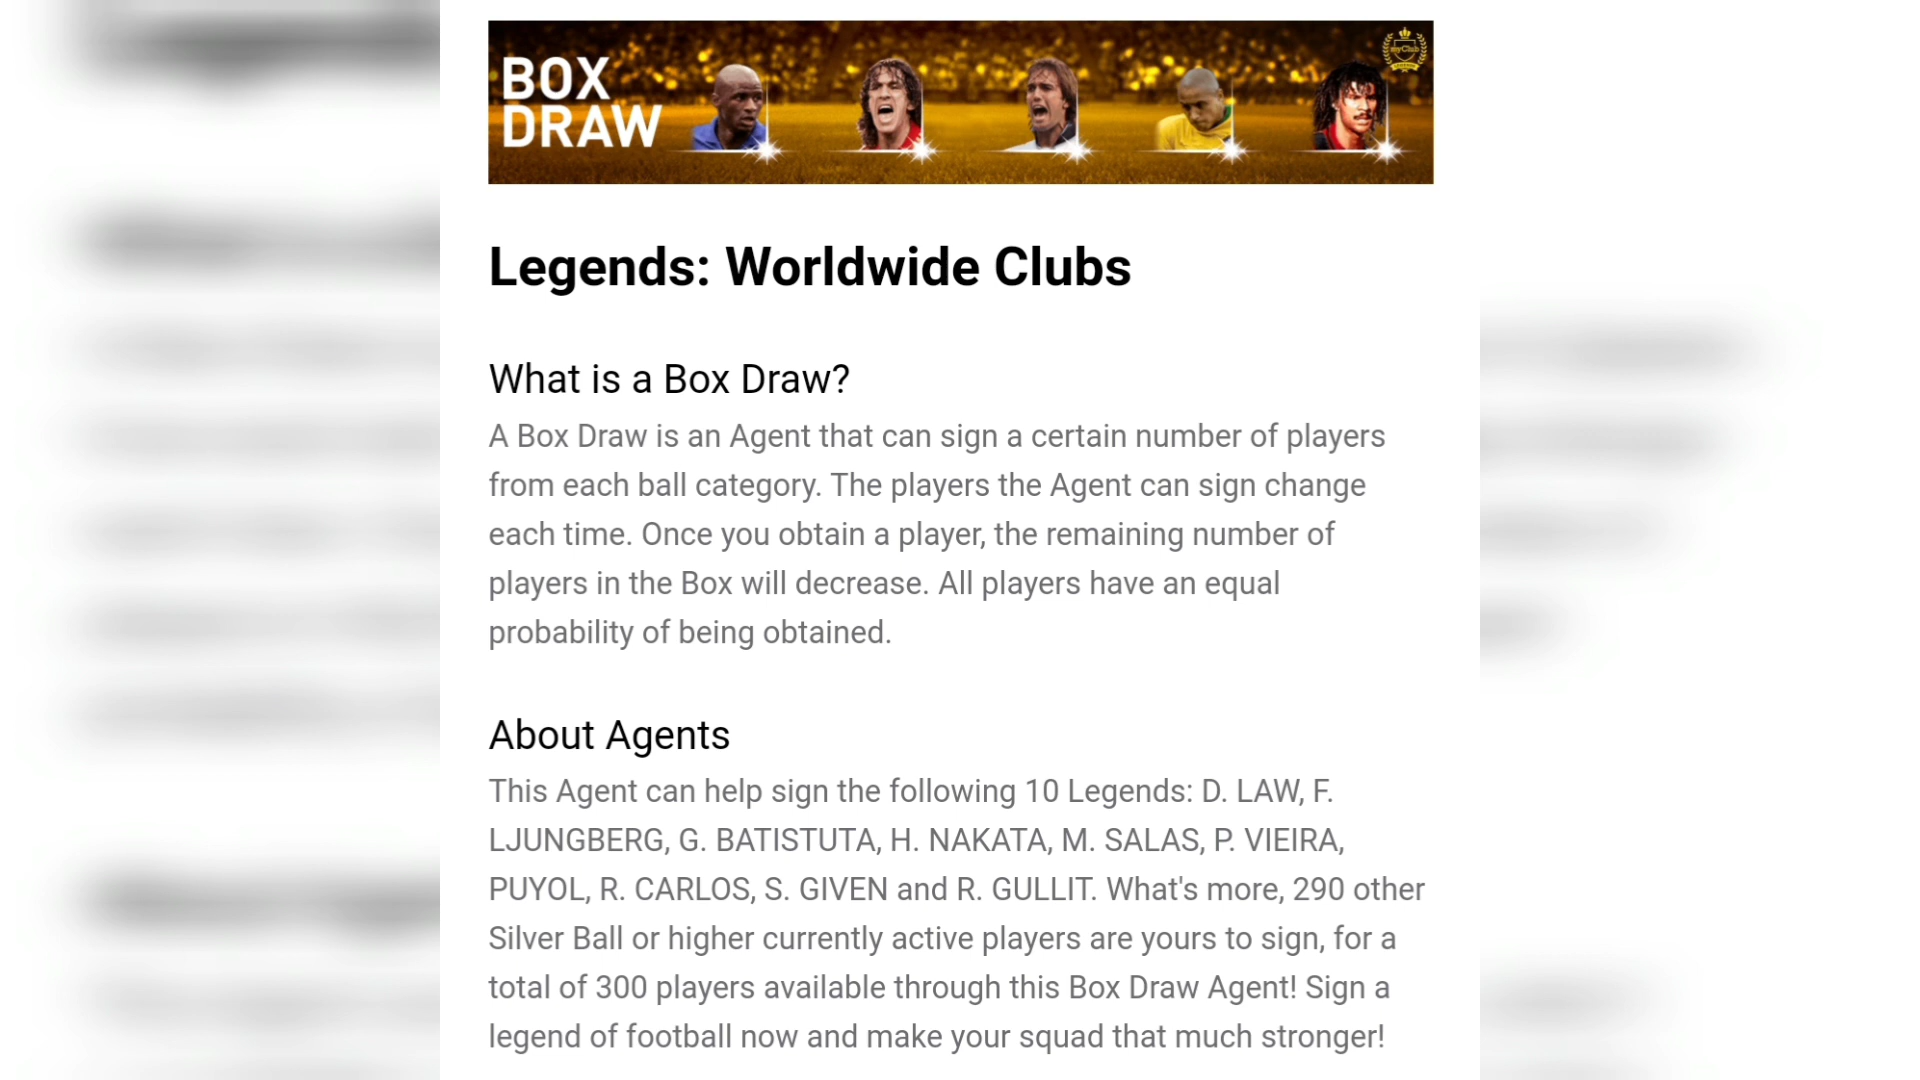 BOX
DRAW
myClub
Legends: Worldwide Clubs
What is a Box Draw?
A Box Draw is an Agent that can sign a certain number of players
from each ball category. The players the Agent can sign change
each time. Once you obtain a player, the remaining number of
players in the Box will decrease. All players have an equal
probability of being obtained.
About Agents
This Agent can help sign the following 10 Legends: D. LAW, F.
LJUNGBERG, G. BATISTUTA, H. NAKATA, M. SALAS, P. VIEIRA,
PUYOL, R. CARLOS, S. GIVEN and R. GULLIT. What's more, 290 other
Silver Ball or higher currently active players are yours to sign, for a
total of 300 players available through this Box Draw Agent! Sign a
legend of football now and make your squad that much stronger!